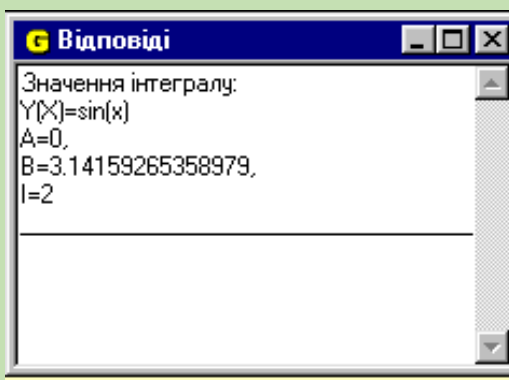 G Відповіді
Значення інтегралу:
Y(X)=sin(x)
A=0,
B=3.14159265358979,
I=2